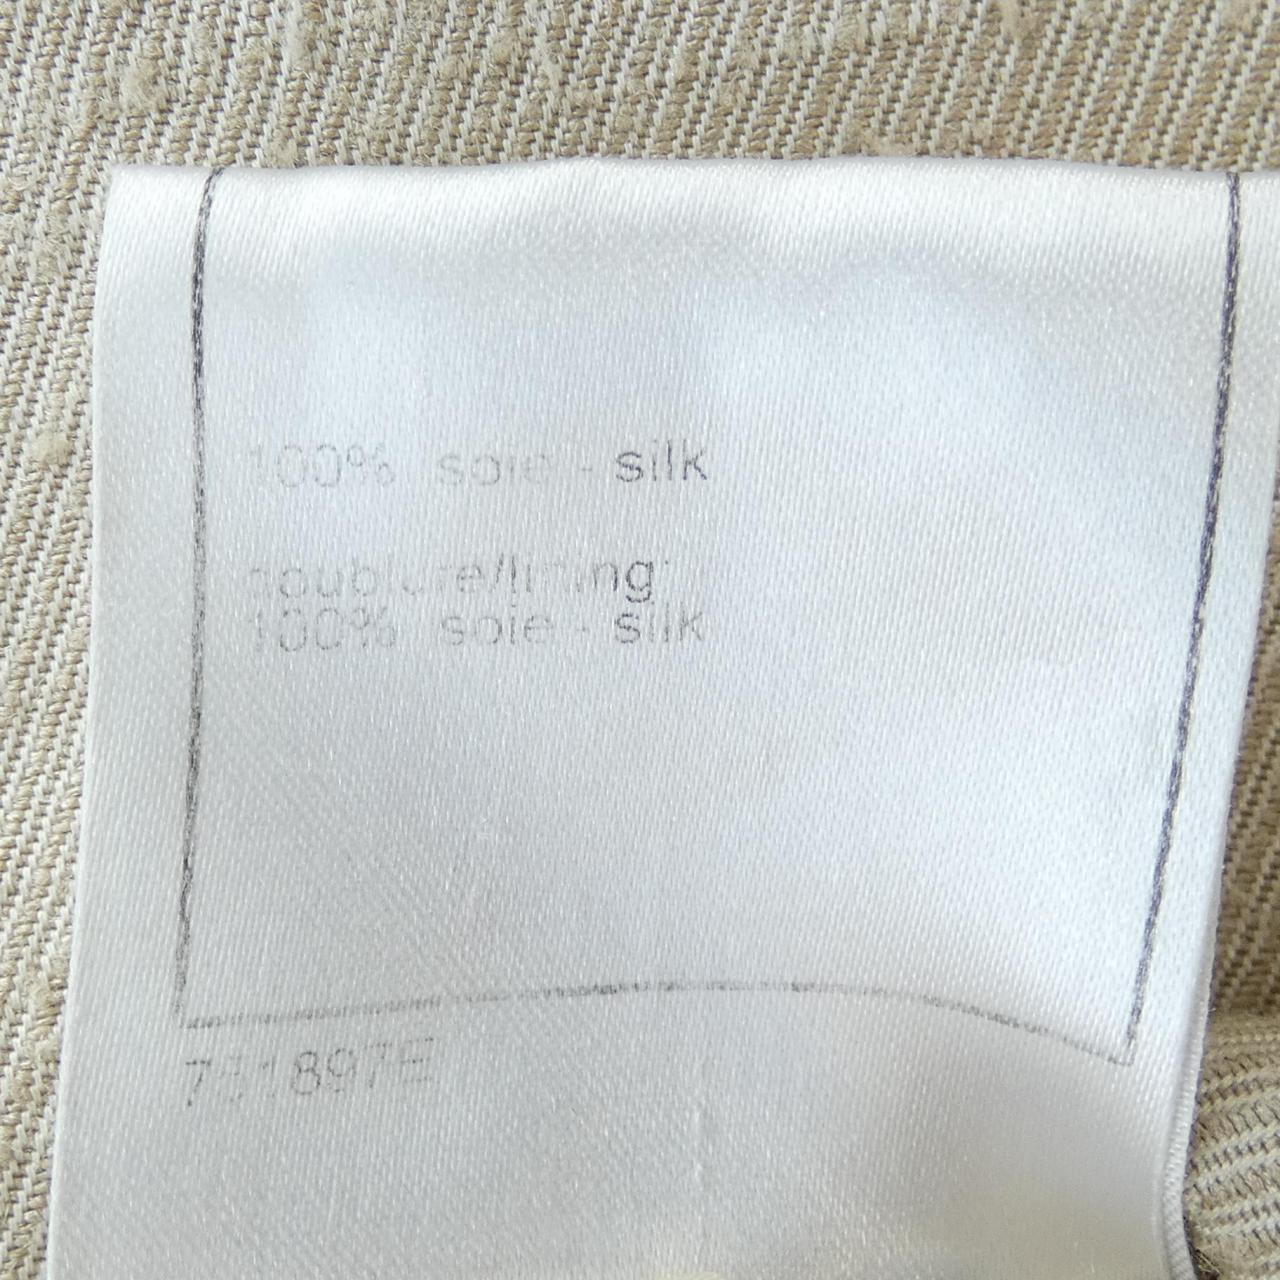 100% soie - silk
doublure/lining:
100% soie - silk